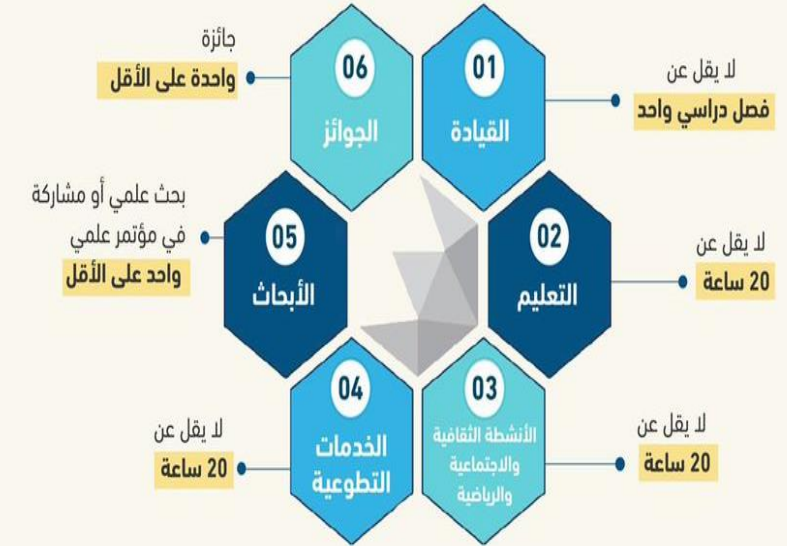 01
القيادة
لا يقل عن
فصل دراسي واحد
02
التعليم
لا يقل عن
20 ساعة
03
الأنشطة الثقافية
والاجتماعية
والرياضية
لا يقل عن
20 ساعة
04
الخدمات
التطوعية
لا يقل عن
20 ساعة
05
الأبحاث
بحث علمي أو مشاركة
في مؤتمر علمي
واحد على الأقل
06
الجوائز
جائزة
واحدة على الأقل